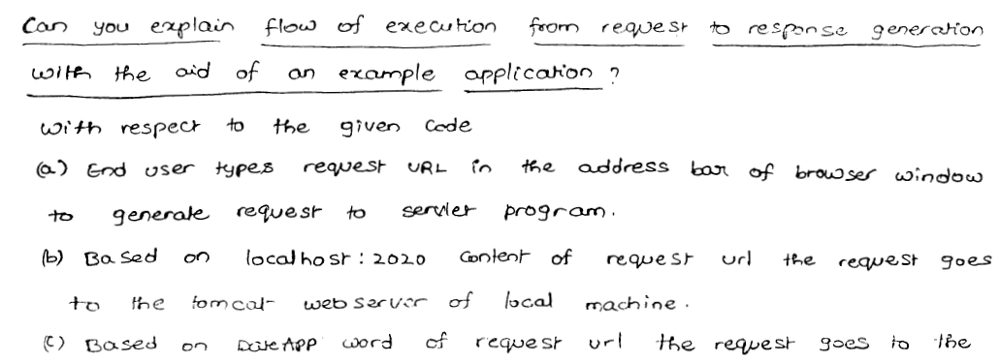 Can you explain flow of execution from request to response generation
with the aid of an example application ?
with respect to the given code
(a) End user types request URL in the address bar of browser window
to generate request to servlet program.
(b) Based on localhost : 2020 Content of request url the request goes
to the tomcat web server of local machine.
(c) Based on DateApp word of request url the request goes to the